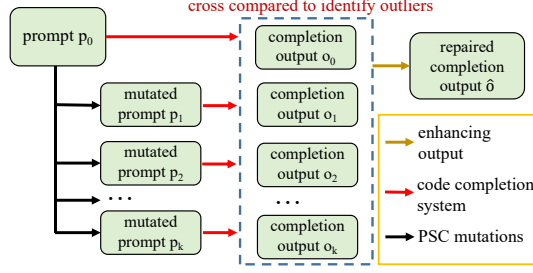 cross compared to identify outliers
prompt p0
completion
output o0
repaired
completion
output ô
mutated
prompt p1
completion
output o1
mutated
prompt p2
completion
output o2
...
...
mutated
prompt pk
completion
output ok
enhancing
output
code completion
system
PSC mutations